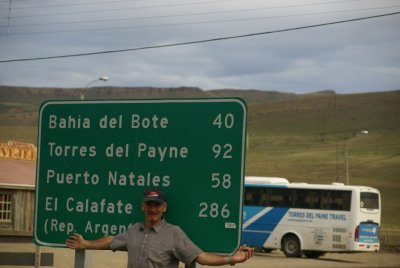 Bahía del Bote 40
Torres del Payne 92
Puerto Natales 58
El Calafate 286
(Rep. Argen
TORRES DEL PAINE TRAVEL